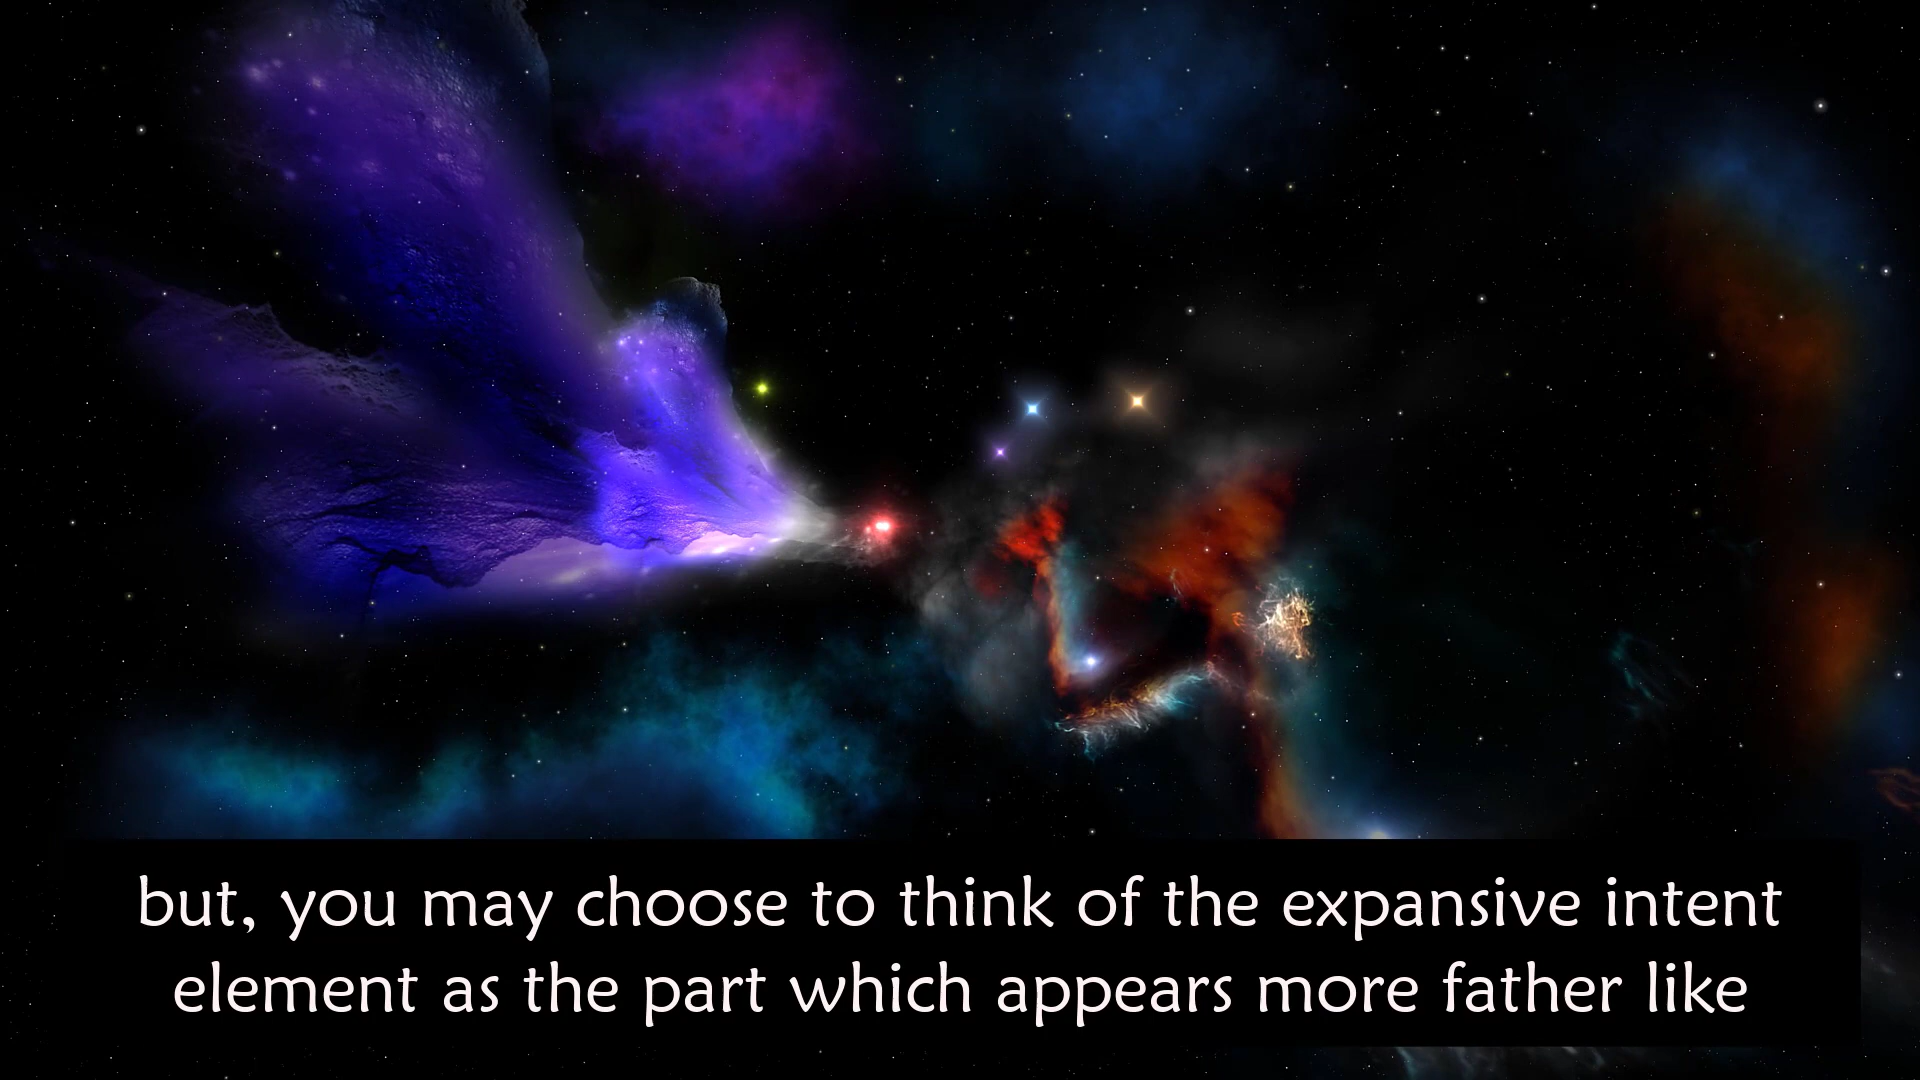 but, you may choose to think of the expansive intent
element as the part which appears more father like